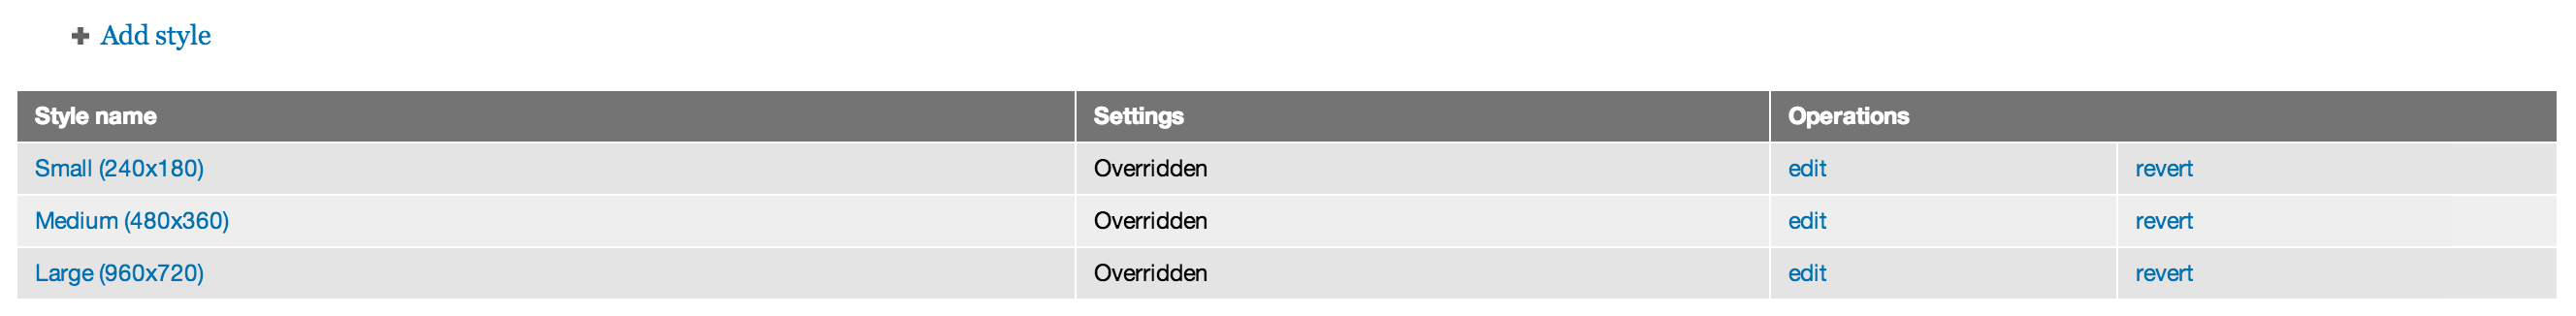 Add style
Style name Settings Operations
Small (240x180) Overridden edit revert
Medium (480x360) Overridden edit revert
Large (960x720) Overridden edit revert